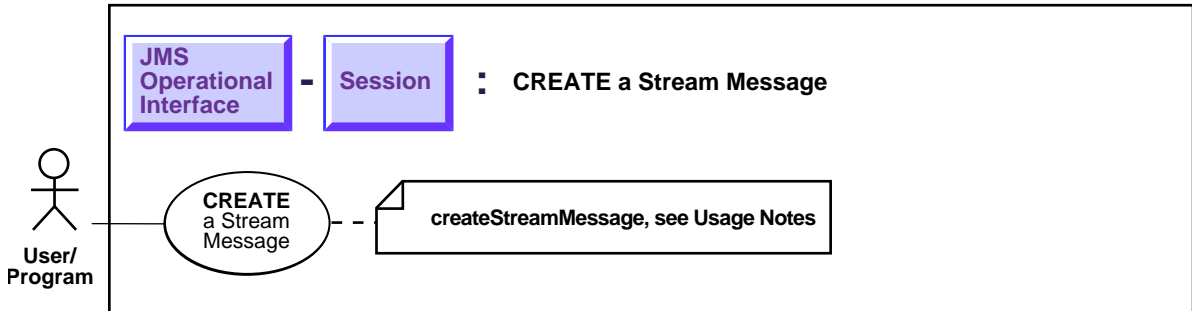 JMS
Operational
Interface
-
Session
:
CREATE a Stream Message
CREATE
a Stream
Message
createStreamMessage, see Usage Notes
User/
Program